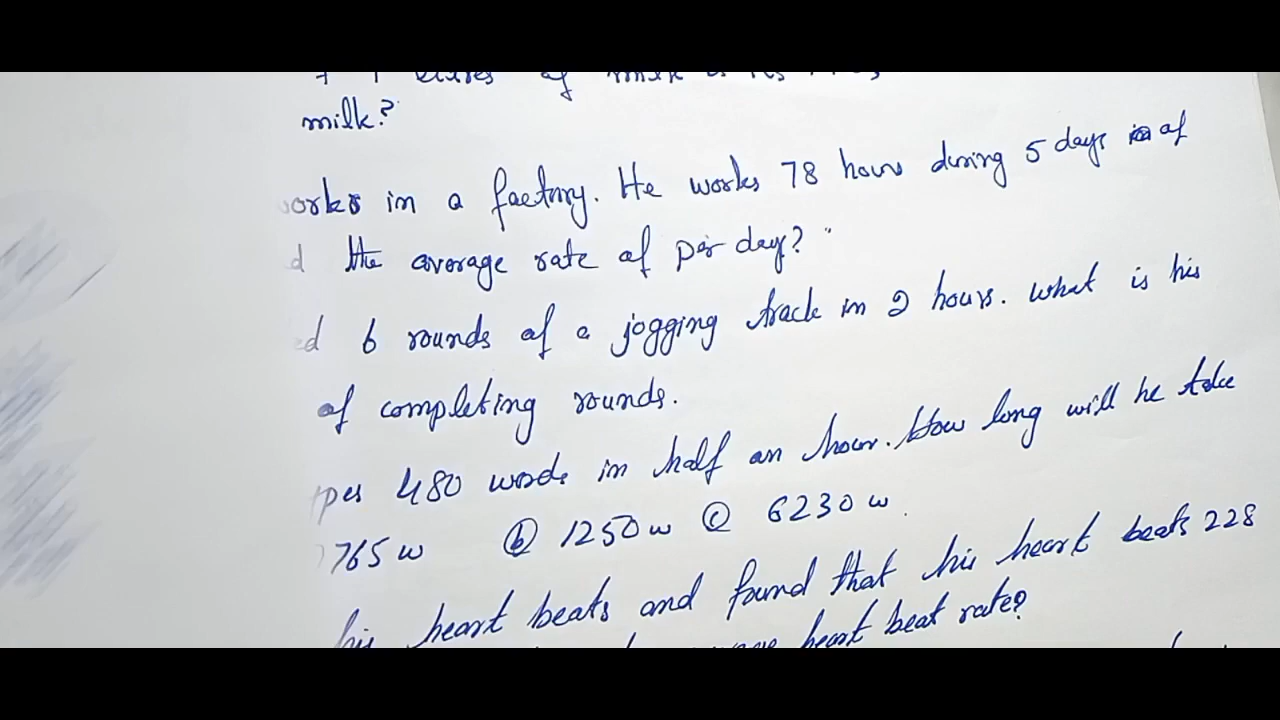 of milk
milk?
in a factory. He works 78 hours during 5 days of
the average rate of per day?
6 rounds of a jogging track in 2 hours. What is his
of completing rounds.
480 words in half an hour. How long will he take
765 w (b) 1250 w (c) 6230 w.
his heart beats and found that his heart beats 228
heart beat rate?